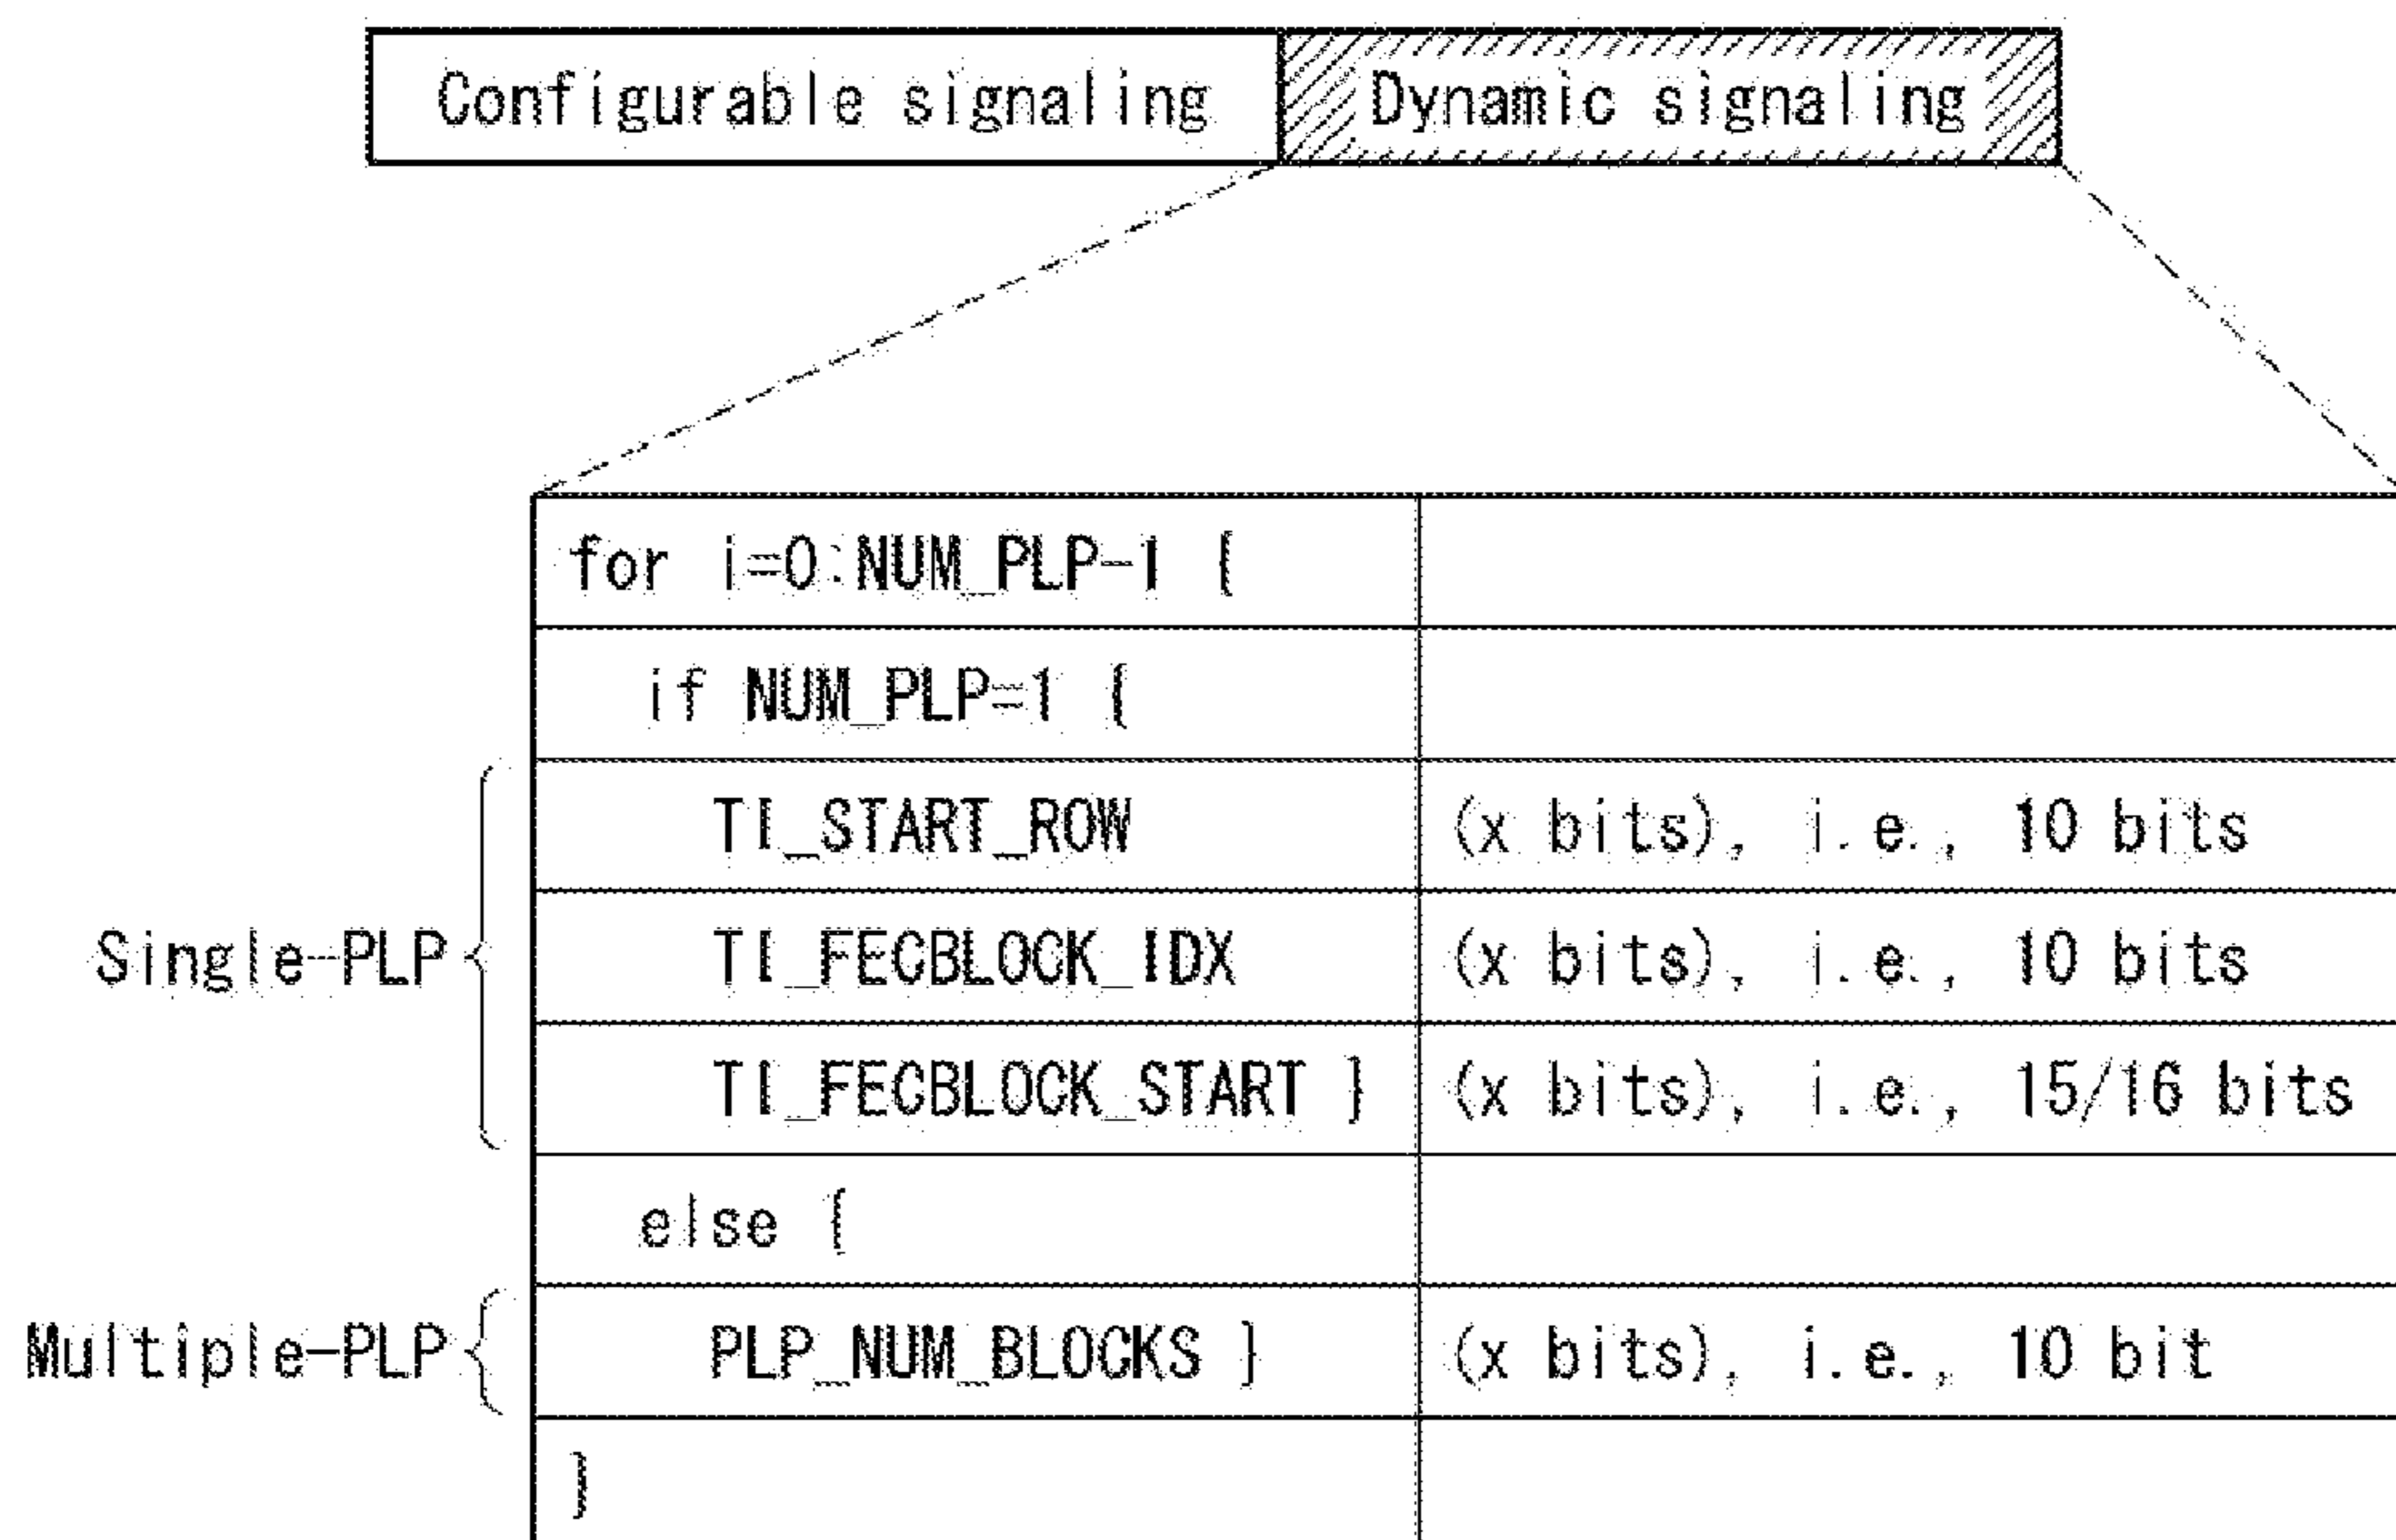 Configurable signaling Dynamic signaling
for i=0:NUM_PLP-1 {
if NUM_PLP=1 {
TI_START_ROW (x bits), i.e., 10 bits
Single-PLP TI_FECBLOCK_IDX (x bits), i.e., 10 bits
TI_FECBLOCK_START } (x bits), i.e., 15/16 bits
else {
Multiple-PLP PLP_NUM_BLOCKS } (x bits), i.e., 10 bit
}